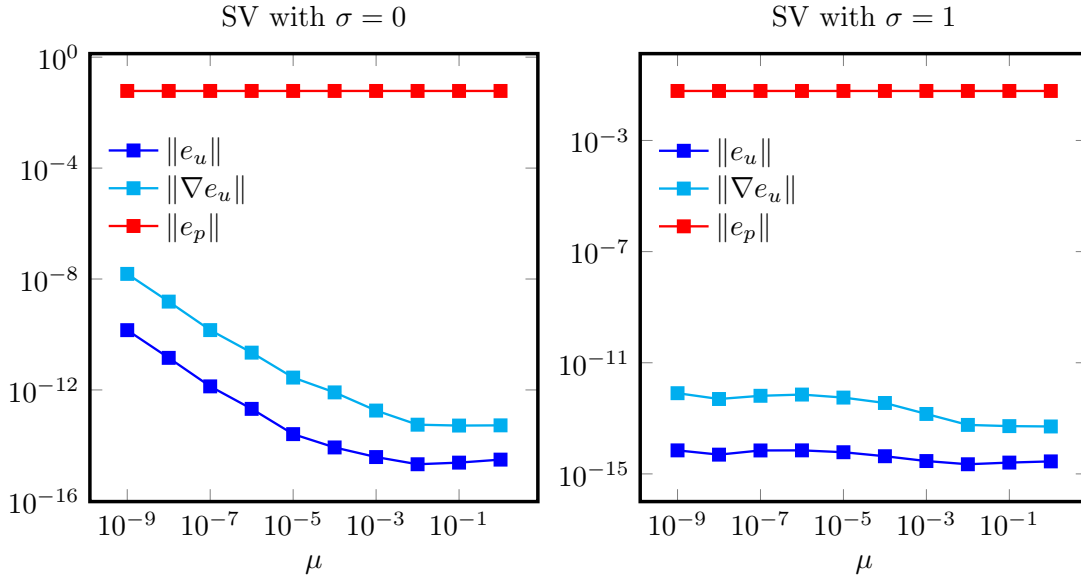 SV with σ = 0
10⁰
10⁻⁴
10⁻⁸
10⁻¹²
10⁻¹⁶
‖e_u‖
‖∇e_u‖
‖e_p‖
10⁻⁹ 10⁻⁷ 10⁻⁵ 10⁻³ 10⁻¹
μ
SV with σ = 1
10⁻³
10⁻⁷
10⁻¹¹
10⁻¹⁵
‖e_u‖
‖∇e_u‖
‖e_p‖
10⁻⁹ 10⁻⁷ 10⁻⁵ 10⁻³ 10⁻¹
μ